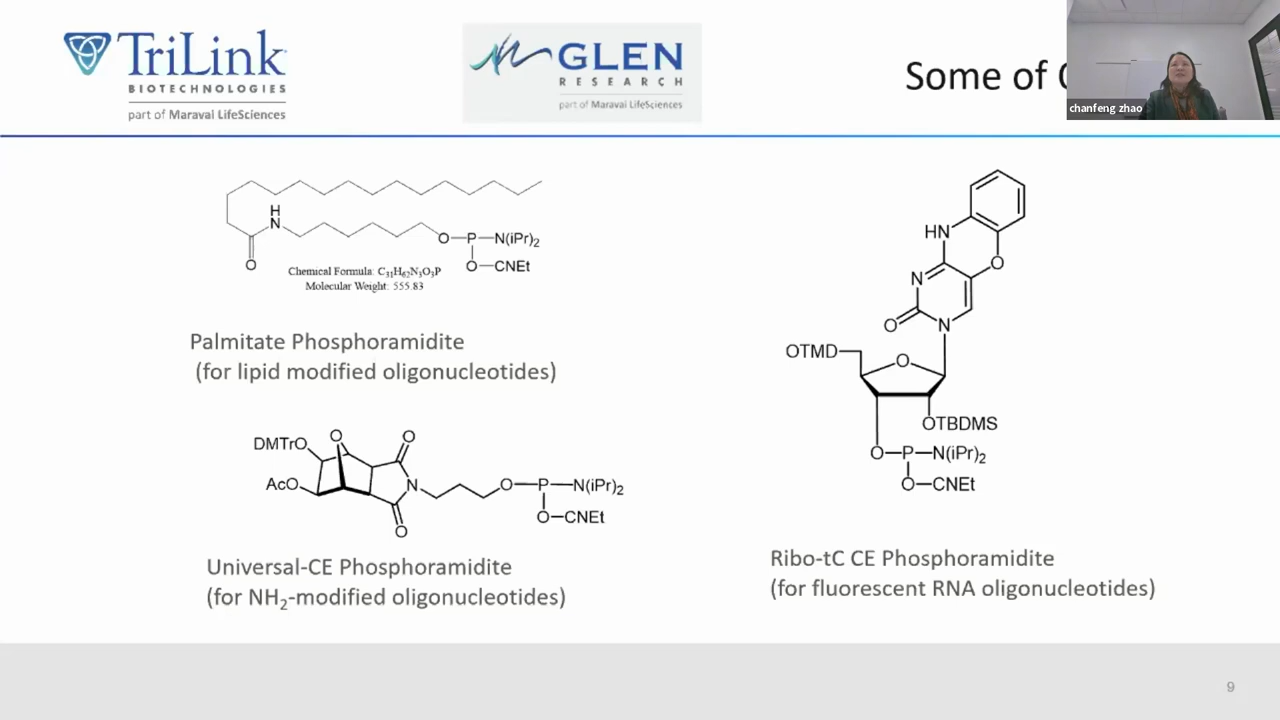 TriLink
BIOTECHNOLOGIES
part of Maravai LifeSciences
GLEN
RESEARCH
part of Maravai LifeSciences
Some of
chanfeng zhao
H
N
O
O—P—N(iPr)₂
O—CNEt
Chemical Formula: C₃₁H₆₂N₃O₃P
Molecular Weight: 555.83
Palmitate Phosphoramidite
(for lipid modified oligonucleotides)
DMTrO
O
O
AcO
N
O
O—P—N(iPr)₂
O—CNEt
Universal-CE Phosphoramidite
(for NH₂-modified oligonucleotides)
HN
O
N
O
N
OTMD
O
OTBDMS
O—P—N(iPr)₂
O—CNEt
Ribo-tC CE Phosphoramidite
(for fluorescent RNA oligonucleotides)
9